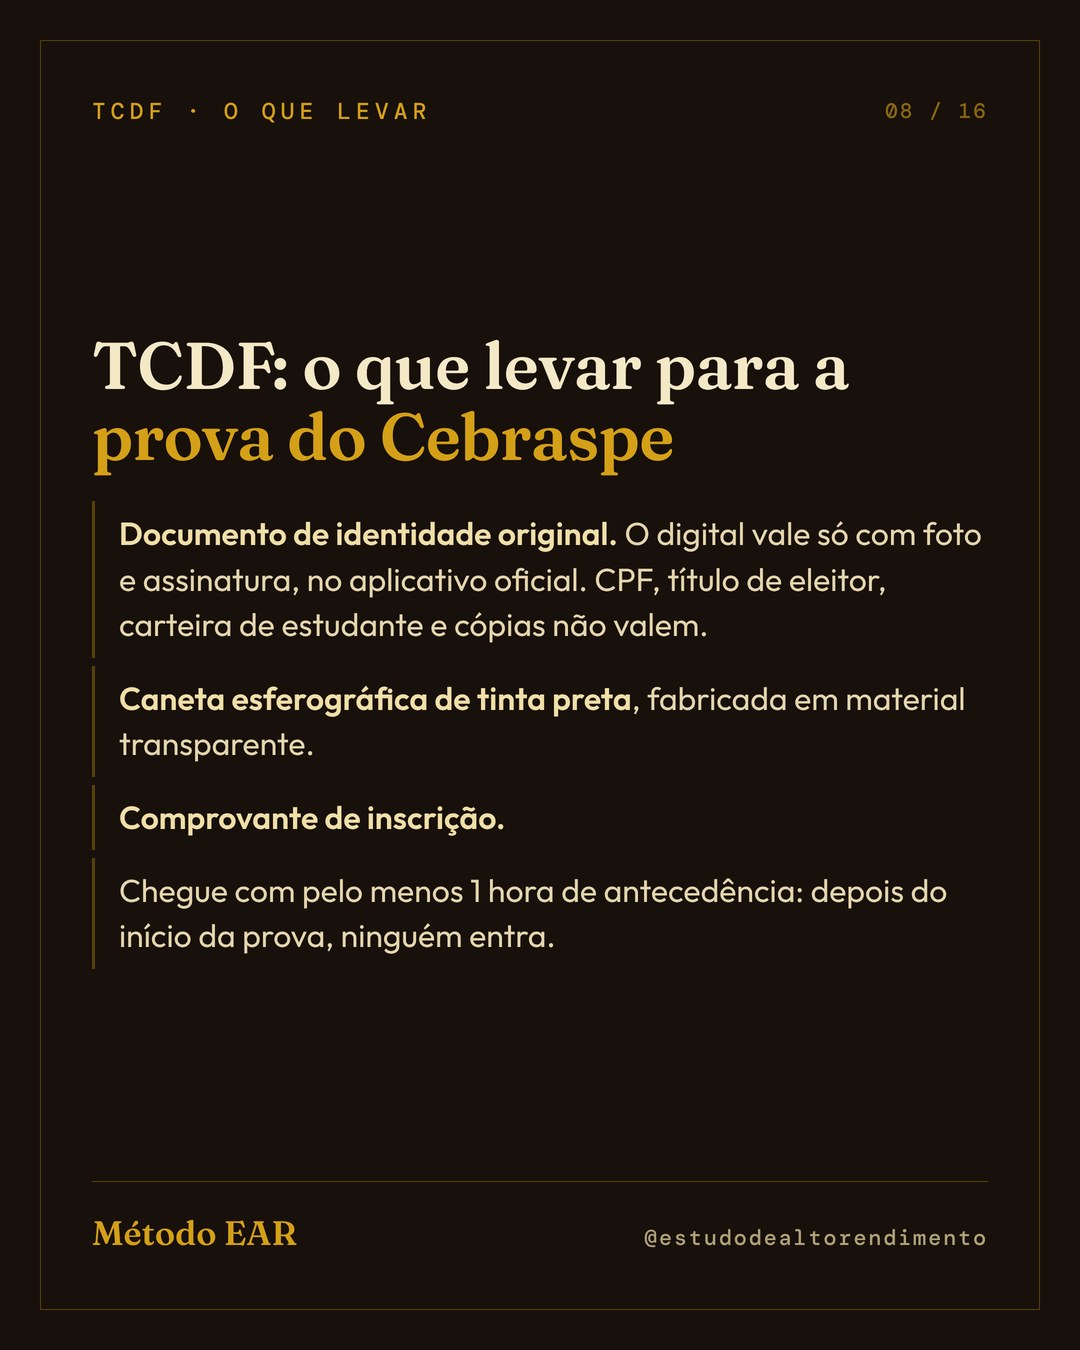 TCDF · O QUE LEVAR
08 / 16
TCDF: o que levar para a
prova do Cebraspe
Documento de identidade original. O digital vale só com foto
e assinatura, no aplicativo oficial. CPF, título de eleitor,
carteira de estudante e cópias não valem.
Caneta esferográfica de tinta preta, fabricada em material
transparente.
Comprovante de inscrição.
Chegue com pelo menos 1 hora de antecedência: depois do
início da prova, ninguém entra.
Método EAR
@estudodealtorendimento